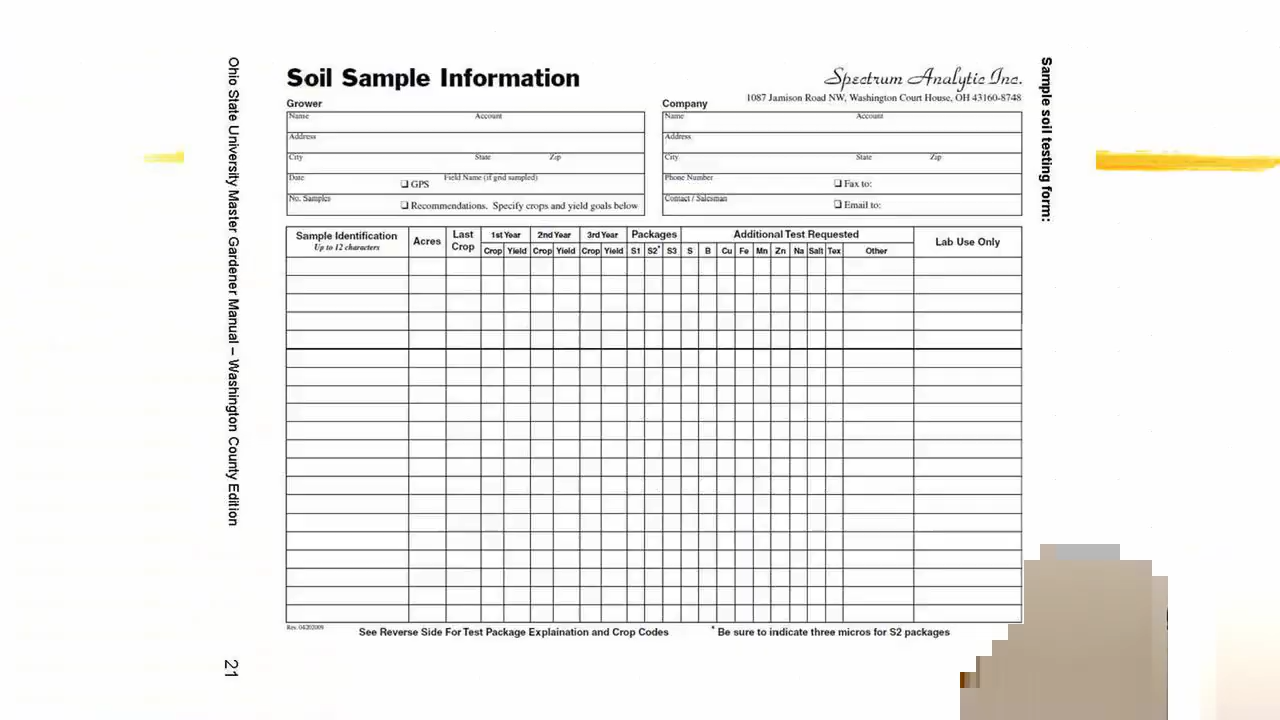 Ohio State University Master Gardener Manual – Washington County Edition
21
Sample soil testing form:
Soil Sample Information
Spectrum Analytic Inc.
1087 Jamison Road NW, Washington Court House, OH 43160-8748
Grower
Name Account
Address
City State Zip
Date ❑ GPS Field Name (if grid sampled)
No. Samples ❑ Recommendations. Specify crops and yield goals below
Company
Name Account
Address
City State Zip
Phone Number ❑ Fax to:
Contact / Salesman ❑ Email to:
Sample Identification
Up to 12 characters
Acres
Last
Crop
1st Year 2nd Year 3rd Year Packages Additional Test Requested
Crop Yield Crop Yield Crop Yield S1 S2* S3 S B Cu Fe Mn Zn Na Salt Tex Other
Lab Use Only
Rev. 04/202009
See Reverse Side For Test Package Explaination and Crop Codes
* Be sure to indicate three micros for S2 packages